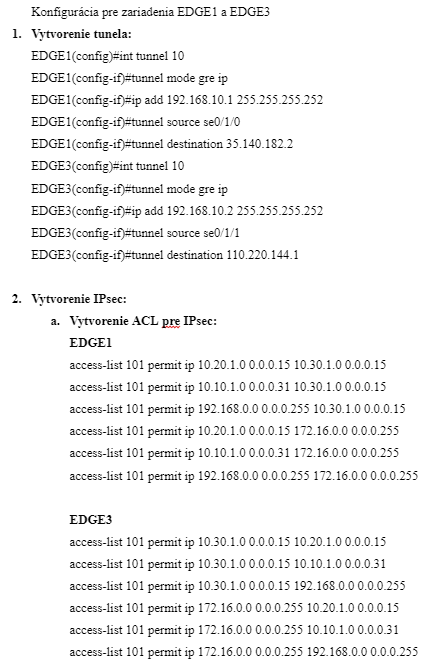 Konfigurácia pre zariadenia EDGE1 a EDGE3
1. Vytvorenie tunela:
EDGE1(config)#int tunnel 10
EDGE1(config-if)#tunnel mode gre ip
EDGE1(config-if)#ip add 192.168.10.1 255.255.255.252
EDGE1(config-if)#tunnel source se0/1/0
EDGE1(config-if)#tunnel destination 35.140.182.2
EDGE3(config)#int tunnel 10
EDGE3(config-if)#tunnel mode gre ip
EDGE3(config-if)#ip add 192.168.10.2 255.255.255.252
EDGE3(config-if)#tunnel source se0/1/1
EDGE3(config-if)#tunnel destination 110.220.144.1
2. Vytvorenie IPsec:
a. Vytvorenie ACL pre IPsec:
EDGE1
access-list 101 permit ip 10.20.1.0 0.0.0.15 10.30.1.0 0.0.0.15
access-list 101 permit ip 10.10.1.0 0.0.0.31 10.30.1.0 0.0.0.15
access-list 101 permit ip 192.168.0.0 0.0.0.255 10.30.1.0 0.0.0.15
access-list 101 permit ip 10.20.1.0 0.0.0.15 172.16.0.0 0.0.0.255
access-list 101 permit ip 10.10.1.0 0.0.0.31 172.16.0.0 0.0.0.255
access-list 101 permit ip 192.168.0.0 0.0.0.255 172.16.0.0 0.0.0.255
EDGE3
access-list 101 permit ip 10.30.1.0 0.0.0.15 10.20.1.0 0.0.0.15
access-list 101 permit ip 10.30.1.0 0.0.0.15 10.10.1.0 0.0.0.31
access-list 101 permit ip 10.30.1.0 0.0.0.15 192.168.0.0 0.0.0.255
access-list 101 permit ip 172.16.0.0 0.0.0.255 10.20.1.0 0.0.0.15
access-list 101 permit ip 172.16.0.0 0.0.0.255 10.10.1.0 0.0.0.31
access-list 101 permit ip 172.16.0.0 0.0.0.255 192.168.0.0 0.0.0.255